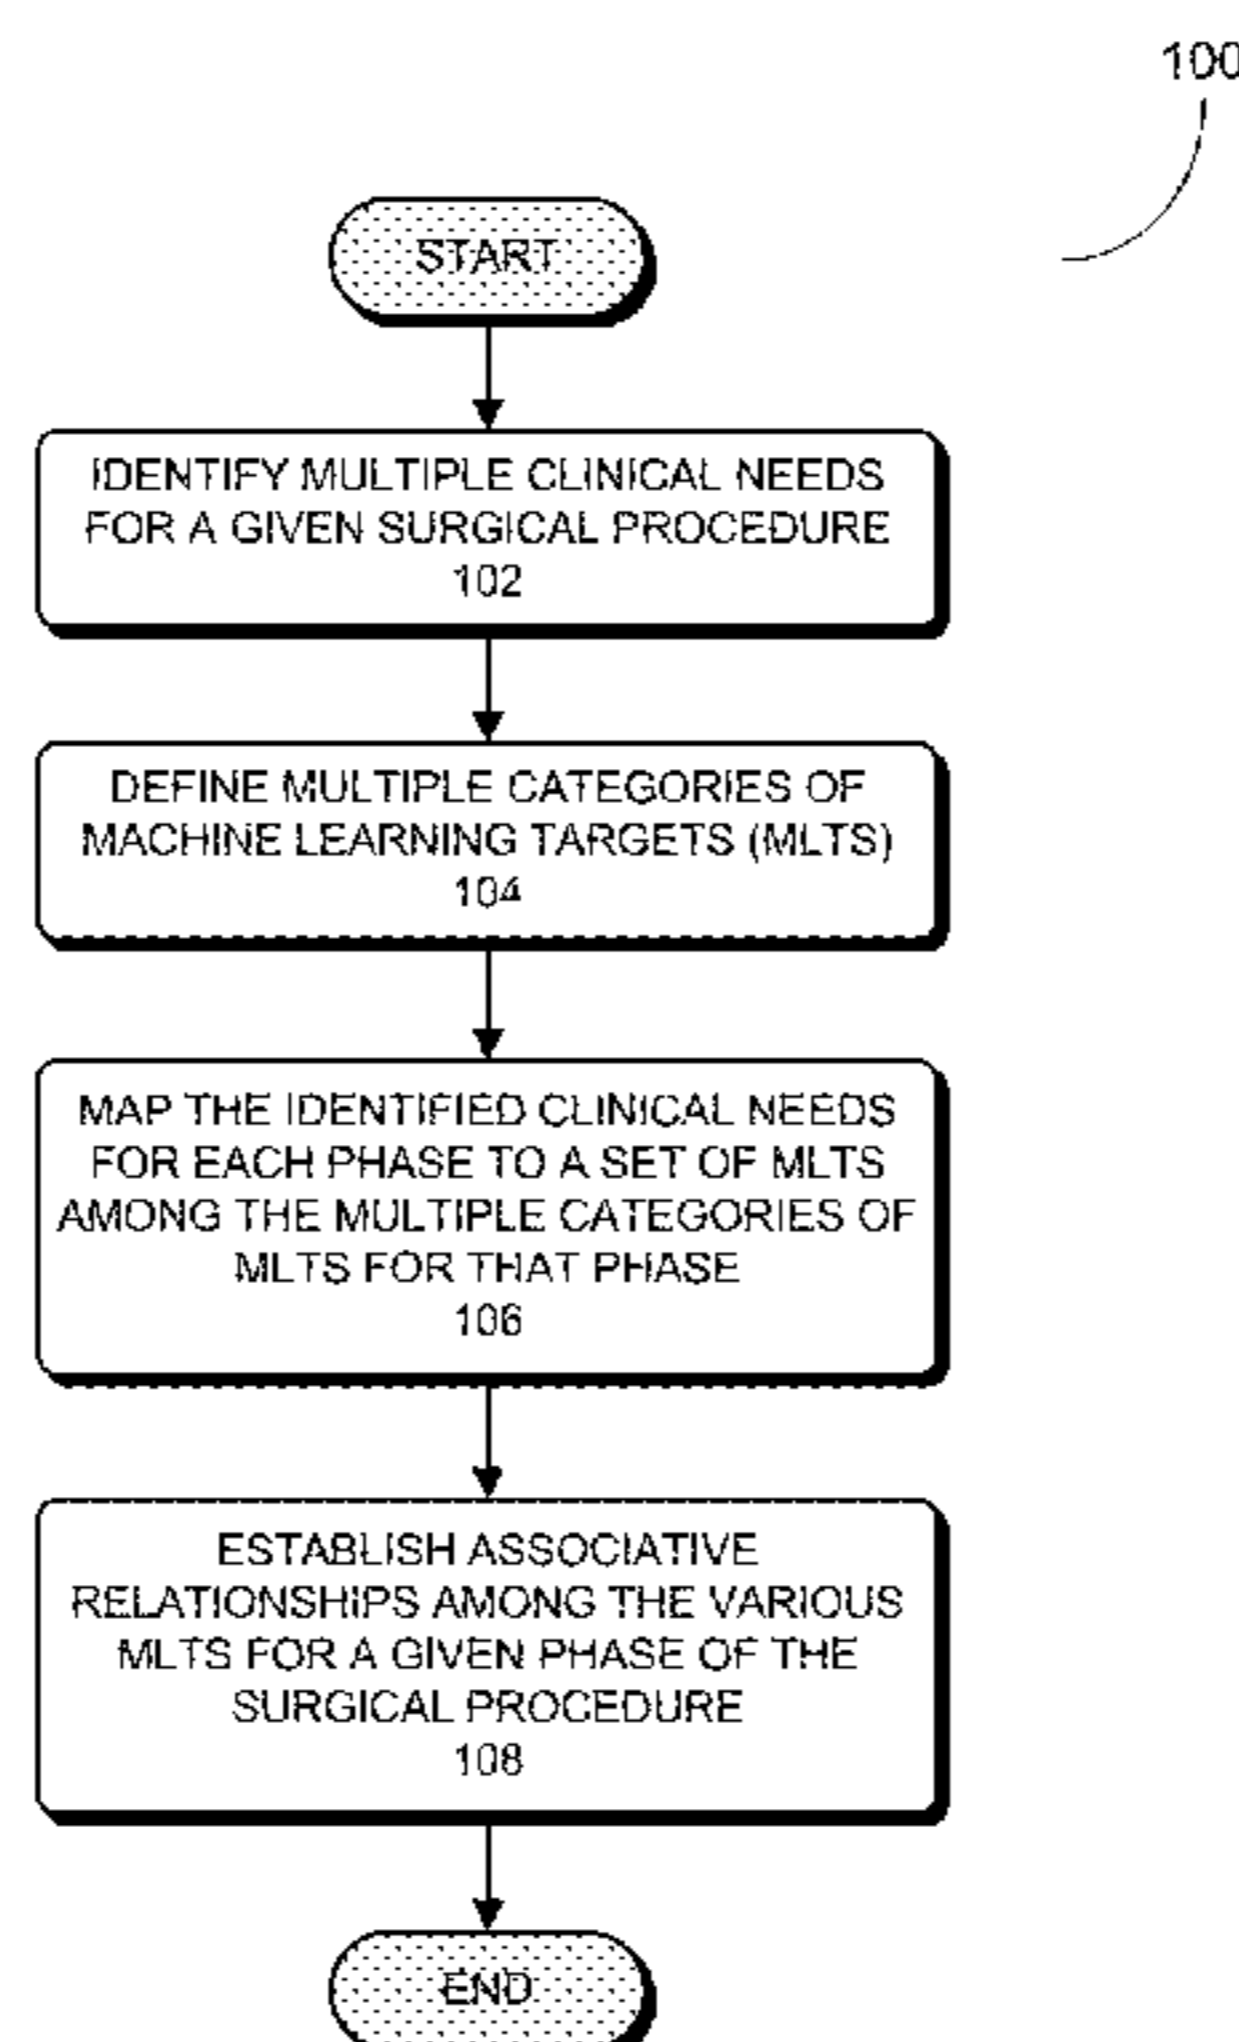 100
START
IDENTIFY MULTIPLE CLINICAL NEEDS
FOR A GIVEN SURGICAL PROCEDURE
102
DEFINE MULTIPLE CATEGORIES OF
MACHINE LEARNING TARGETS (MLTS)
104
MAP THE IDENTIFIED CLINICAL NEEDS
FOR EACH PHASE TO A SET OF MLTS
AMONG THE MULTIPLE CATEGORIES OF
MLTS FOR THAT PHASE
106
ESTABLISH ASSOCIATIVE
RELATIONSHIPS AMONG THE VARIOUS
MLTS FOR A GIVEN PHASE OF THE
SURGICAL PROCEDURE
108
END